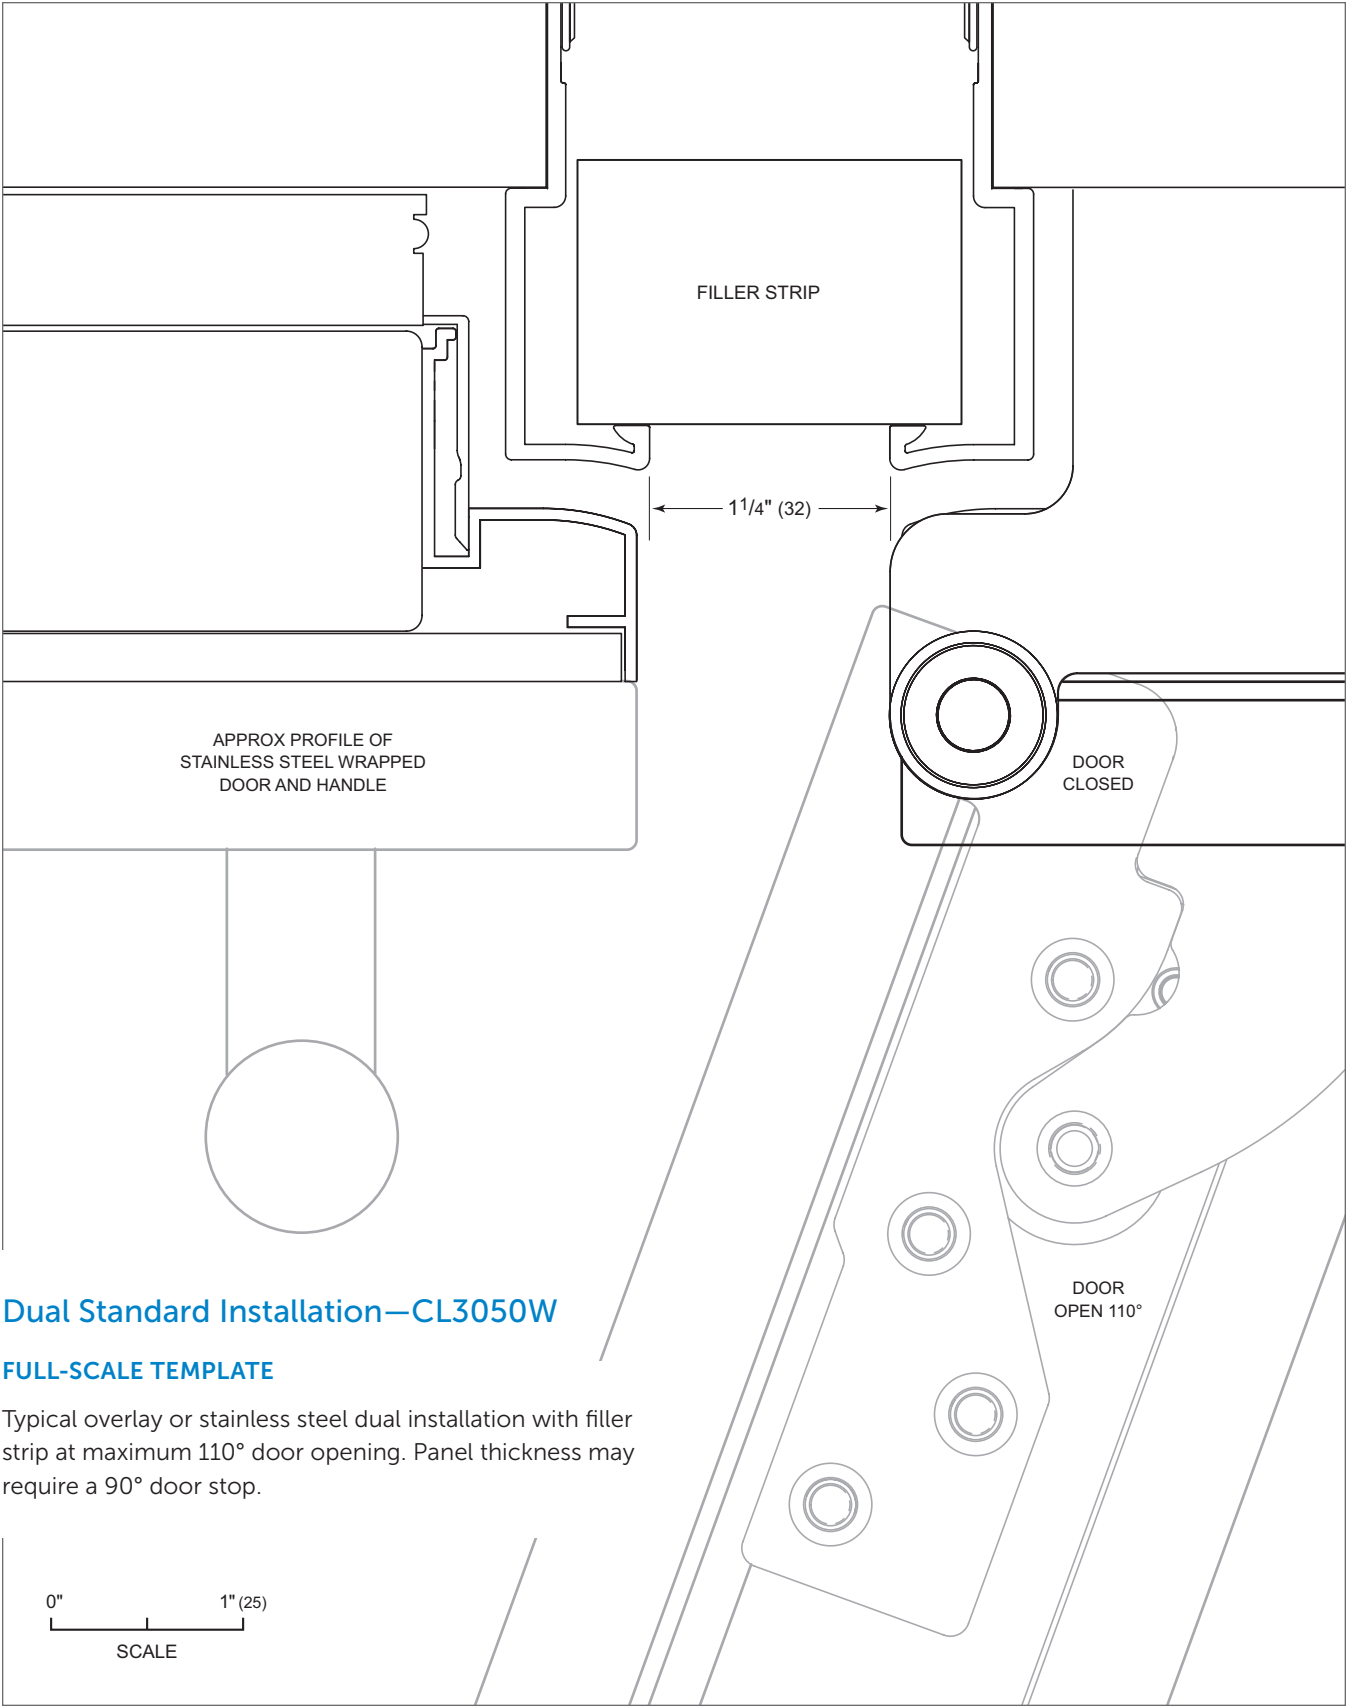 FILLER STRIP
1 1/4" (32)
APPROX PROFILE OF
STAINLESS STEEL WRAPPED
DOOR AND HANDLE
DOOR
CLOSED
DOOR
OPEN 110°
Dual Standard Installation—CL3050W
FULL-SCALE TEMPLATE
Typical overlay or stainless steel dual installation with filler
strip at maximum 110° door opening. Panel thickness may
require a 90° door stop.
0" 1" (25)
SCALE